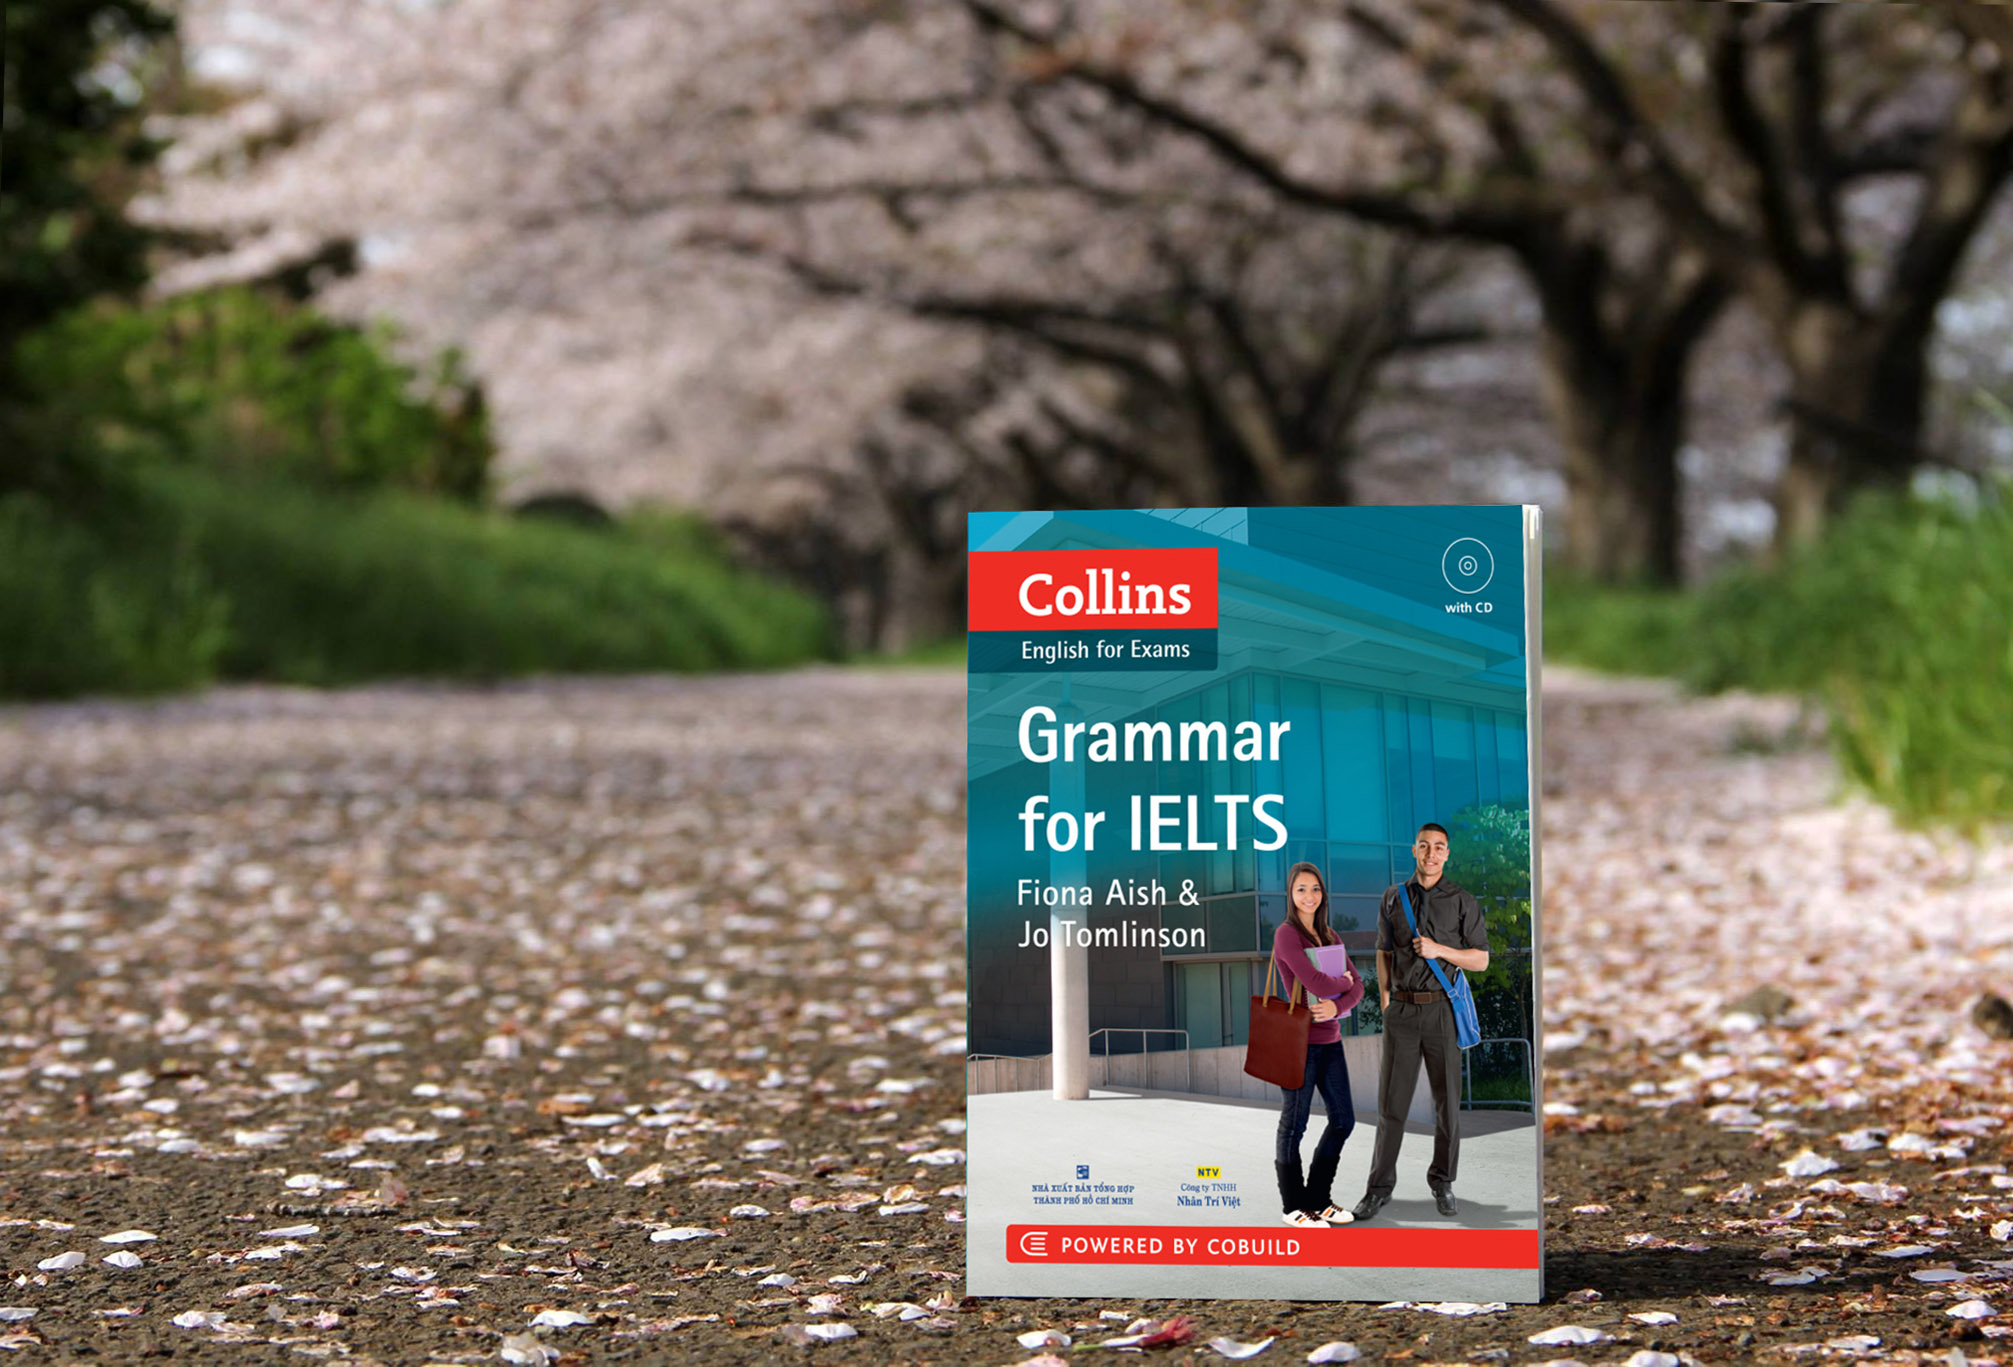 Collins
English for Exams
with CD
Grammar
for IELTS
Fiona Aish &
Jo Tomlinson
NHÀ XUẤT BẢN TỔNG HỢP
THÀNH PHỐ HỒ CHÍ MINH
NTV
Công ty TNHH
Nhân Trí Việt
POWERED BY COBUILD